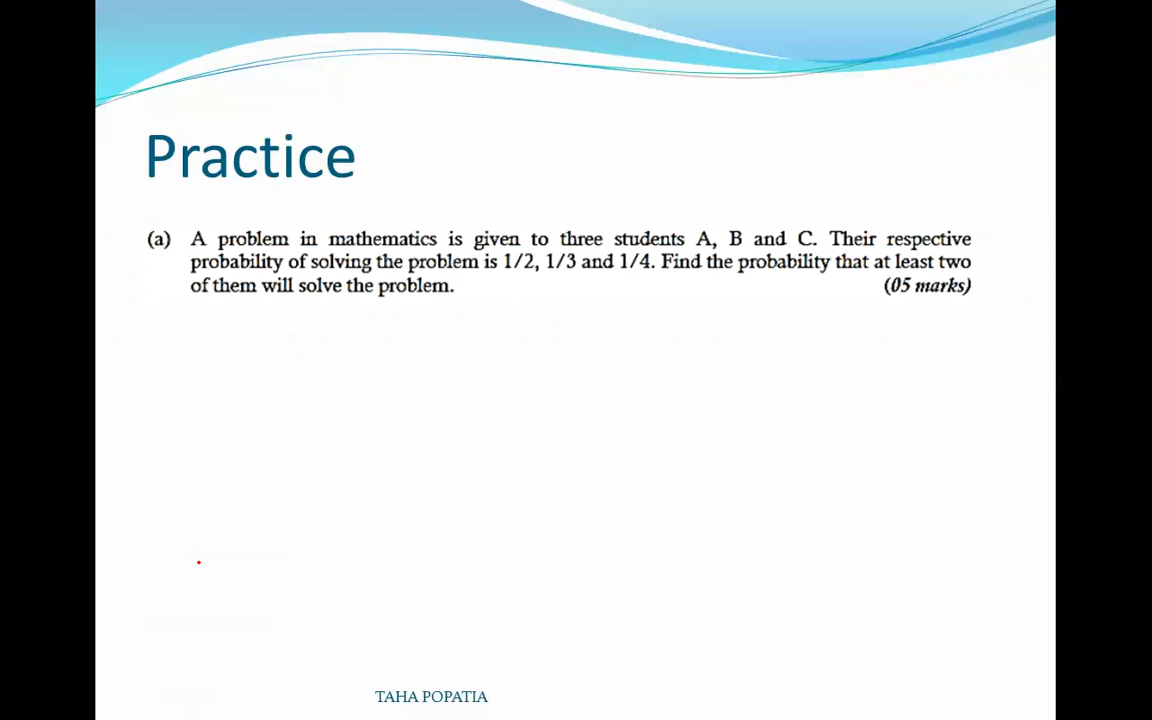 Practice
(a) A problem in mathematics is given to three students A, B and C. Their respective
probability of solving the problem is 1/2, 1/3 and 1/4. Find the probability that at least two
of them will solve the problem. (05 marks)
TAHA POPATIA